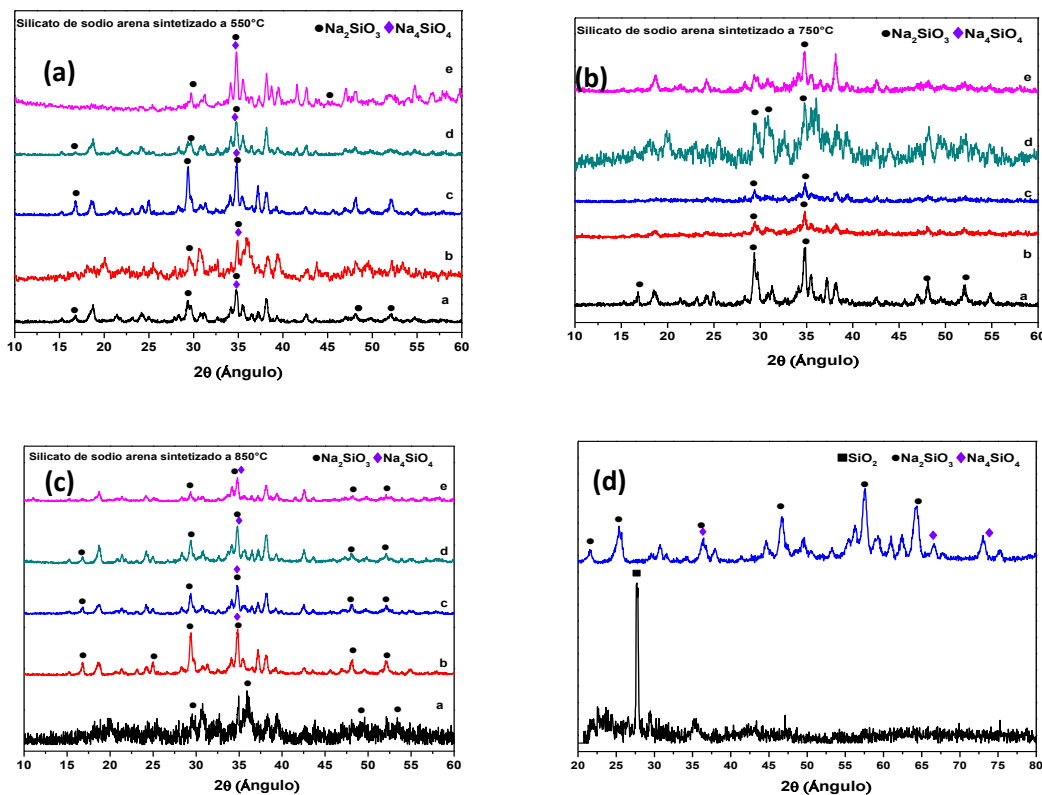 Silicato de sodio arena sintetizado a 550°C
Na₂SiO₃ Na₄SiO₄
(a)
e
d
c
b
a
10 15 20 25 30 35 40 45 50 55 60
2θ (Ángulo)
Silicato de sodio arena sintetizado a 750°C
Na₂SiO₃ Na₄SiO₄
(b)
e
d
c
b
a
10 15 20 25 30 35 40 45 50 55 60
2θ (Ángulo)
Silicato de sodio arena sintetizado a 850°C
Na₂SiO₃ Na₄SiO₄
(c)
e
d
c
b
a
10 15 20 25 30 35 40 45 50 55 60
2θ (Ángulo)
SiO₂ Na₂SiO₃ Na₄SiO₄
(d)
20 25 30 35 40 45 50 55 60 65 70 75 80
2θ (Ángulo)